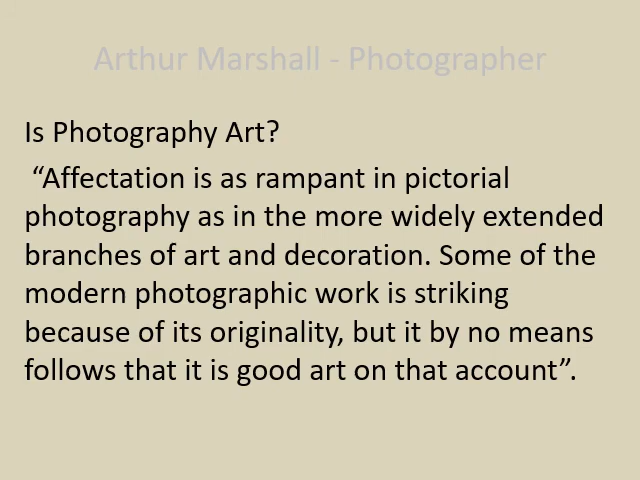 Arthur Marshall - Photographer
Is Photography Art?
“Affectation is as rampant in pictorial
photography as in the more widely extended
branches of art and decoration. Some of the
modern photographic work is striking
because of its originality, but it by no means
follows that it is good art on that account”.